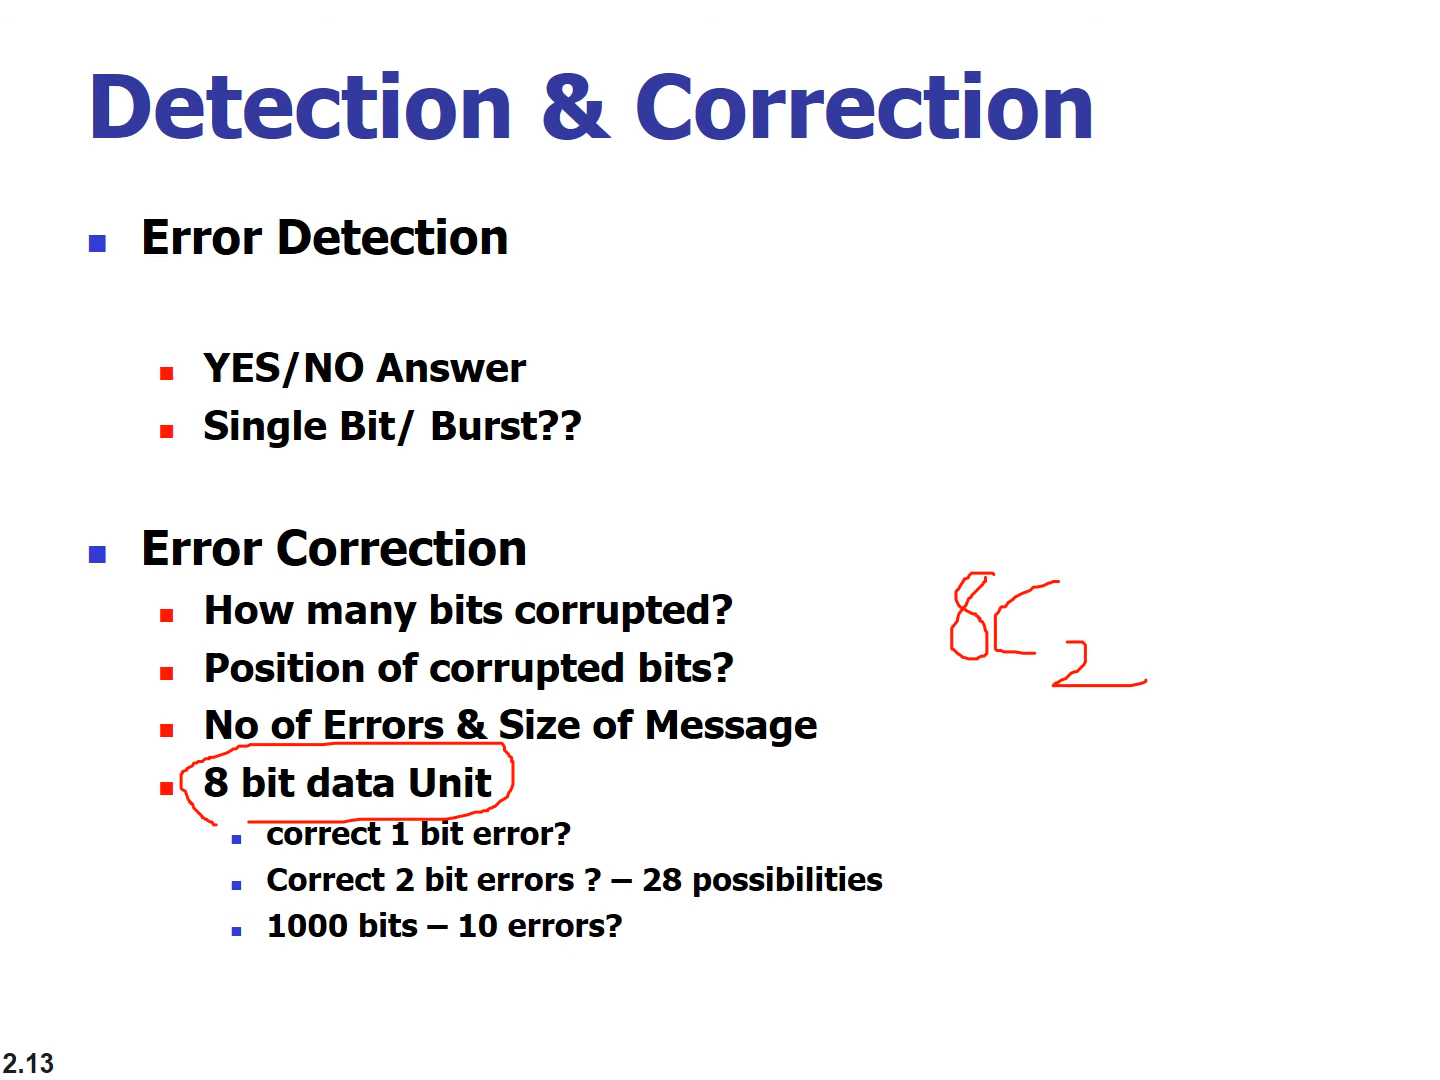 Detection & Correction
Error Detection
YES/NO Answer
Single Bit/ Burst??
Error Correction
How many bits corrupted?
Position of corrupted bits?
No of Errors & Size of Message
8 bit data Unit
correct 1 bit error?
Correct 2 bit errors ? – 28 possibilities
1000 bits – 10 errors?
8C2
2.13